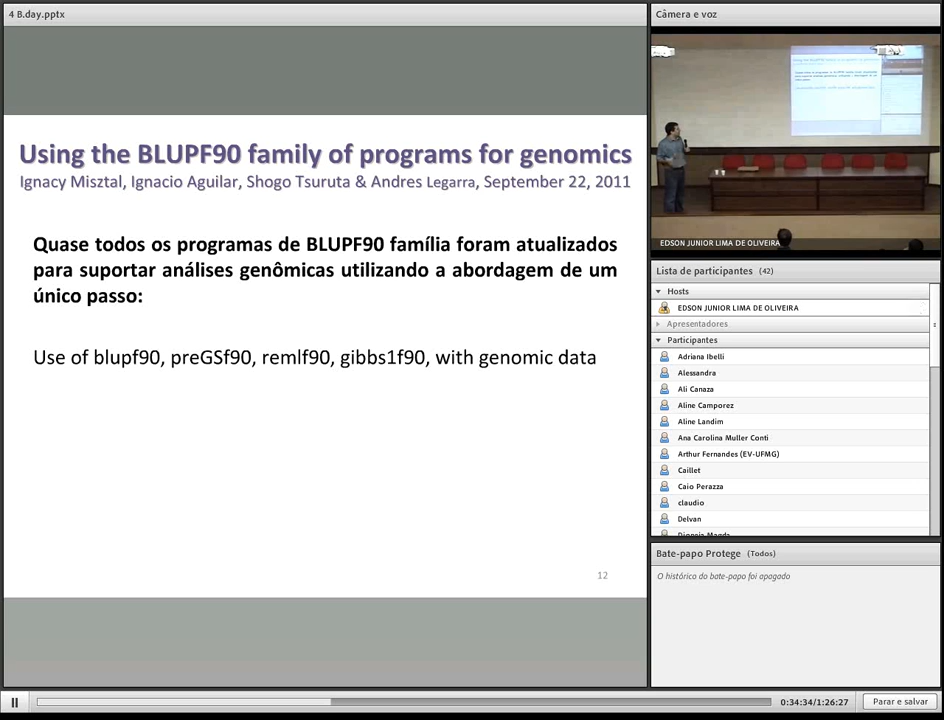 4 B.day.pptx
Using the BLUPF90 family of programs for genomics
Ignacy Misztal, Ignacio Aguilar, Shogo Tsuruta & Andres Legarra, September 22, 2011
Quase todos os programas de BLUPF90 família foram atualizados
para suportar análises genômicas utilizando a abordagem de um
único passo:
Use of blupf90, preGSf90, remlf90, gibbs1f90, with genomic data
12
Câmera e voz
EDSON JUNIOR LIMA DE OLIVEIRA
Lista de participantes (42)
Hosts
EDSON JUNIOR LIMA DE OLIVEIRA
Apresentadores
Participantes
Adriana Ibelli
Alessandra
Ali Canaza
Aline Camporez
Aline Landim
Ana Carolina Muller Conti
Arthur Fernandes (EV-UFMG)
Caillet
Caio Perazza
claudio
Delvan
Bate-papo Protege (Todos)
O histórico do bate-papo foi apagado
0:34:34/1:26:27
Parar e salvar